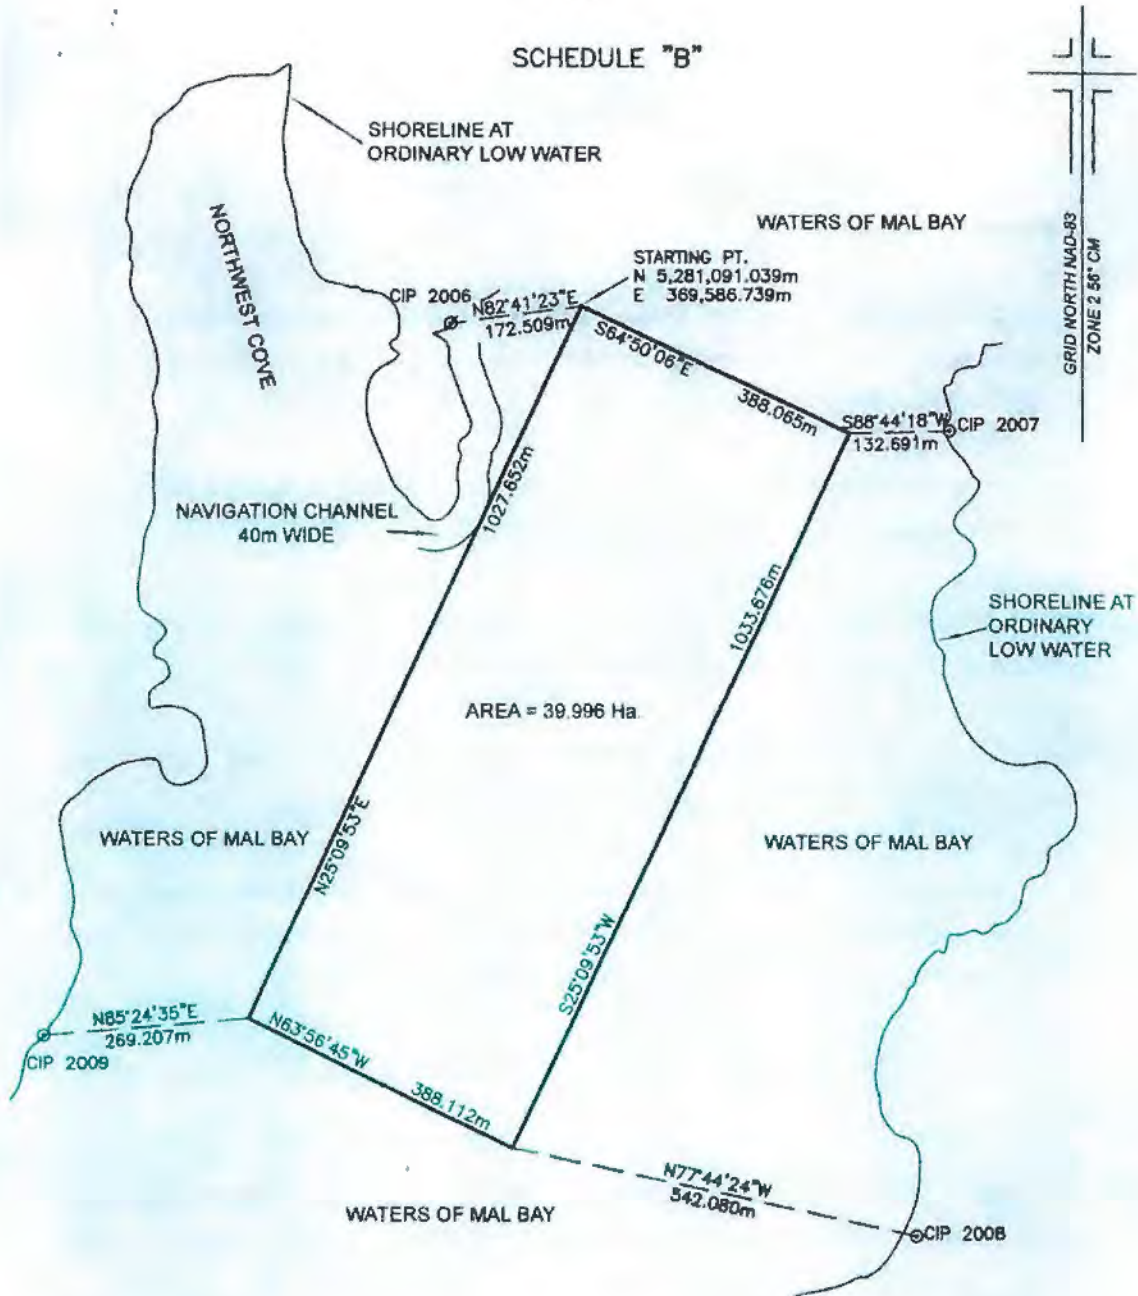 SCHEDULE "B"
SHORELINE AT
ORDINARY LOW WATER
NORTHWEST COVE
WATERS OF MAL BAY
GRID NORTH NAD-83
ZONE 2 56° CM
STARTING PT.
N 5,281,091.039m
E 369,586.739m
CIP 2006
N82°41'23"E
172.509m
S64°50'06"E
388.065m
S88°44'18"W
132.691m
CIP 2007
NAVIGATION CHANNEL
40m WIDE
1027.652m
1033.676m
SHORELINE AT
ORDINARY
LOW WATER
AREA = 39.996 Ha.
WATERS OF MAL BAY
N25°09'53"E
WATERS OF MAL BAY
S25°09'53"W
N85°24'35"E
269.207m
CIP 2009
N63°56'45"W
388.112m
N77°44'24"W
542.080m
WATERS OF MAL BAY
CIP 2008